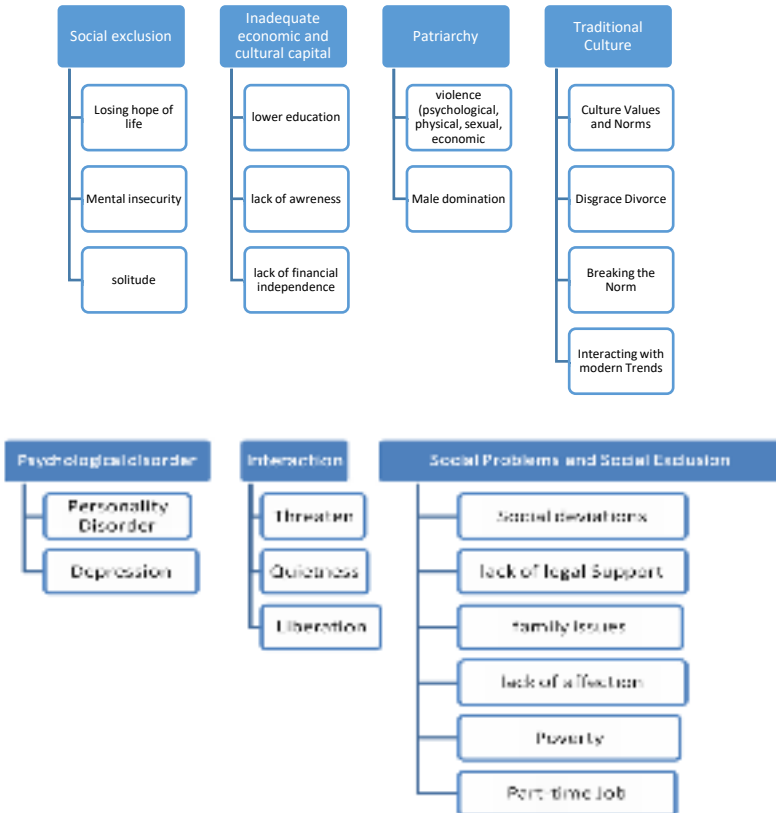 Social exclusion
Losing hope of
life
Mental insecurity
solitude
Inadequate
economic and
cultural capital
lower education
lack of awreness
lack of financial
independence
Patriarchy
violence
(psychological,
physical, sexual,
economic
Male domination
Traditional
Culture
Culture Values
and Norms
Disgrace Divorce
Breaking the
Norm
Interacting with
modern Trends
Psychological disorder
Personality
Disorder
Depression
Interaction
Threaten
Quietness
Liberation
Social Problems and Social Exclusion
Social deviations
lack of legal Support
family issues
lack of affection
Poverty
Part-time Job